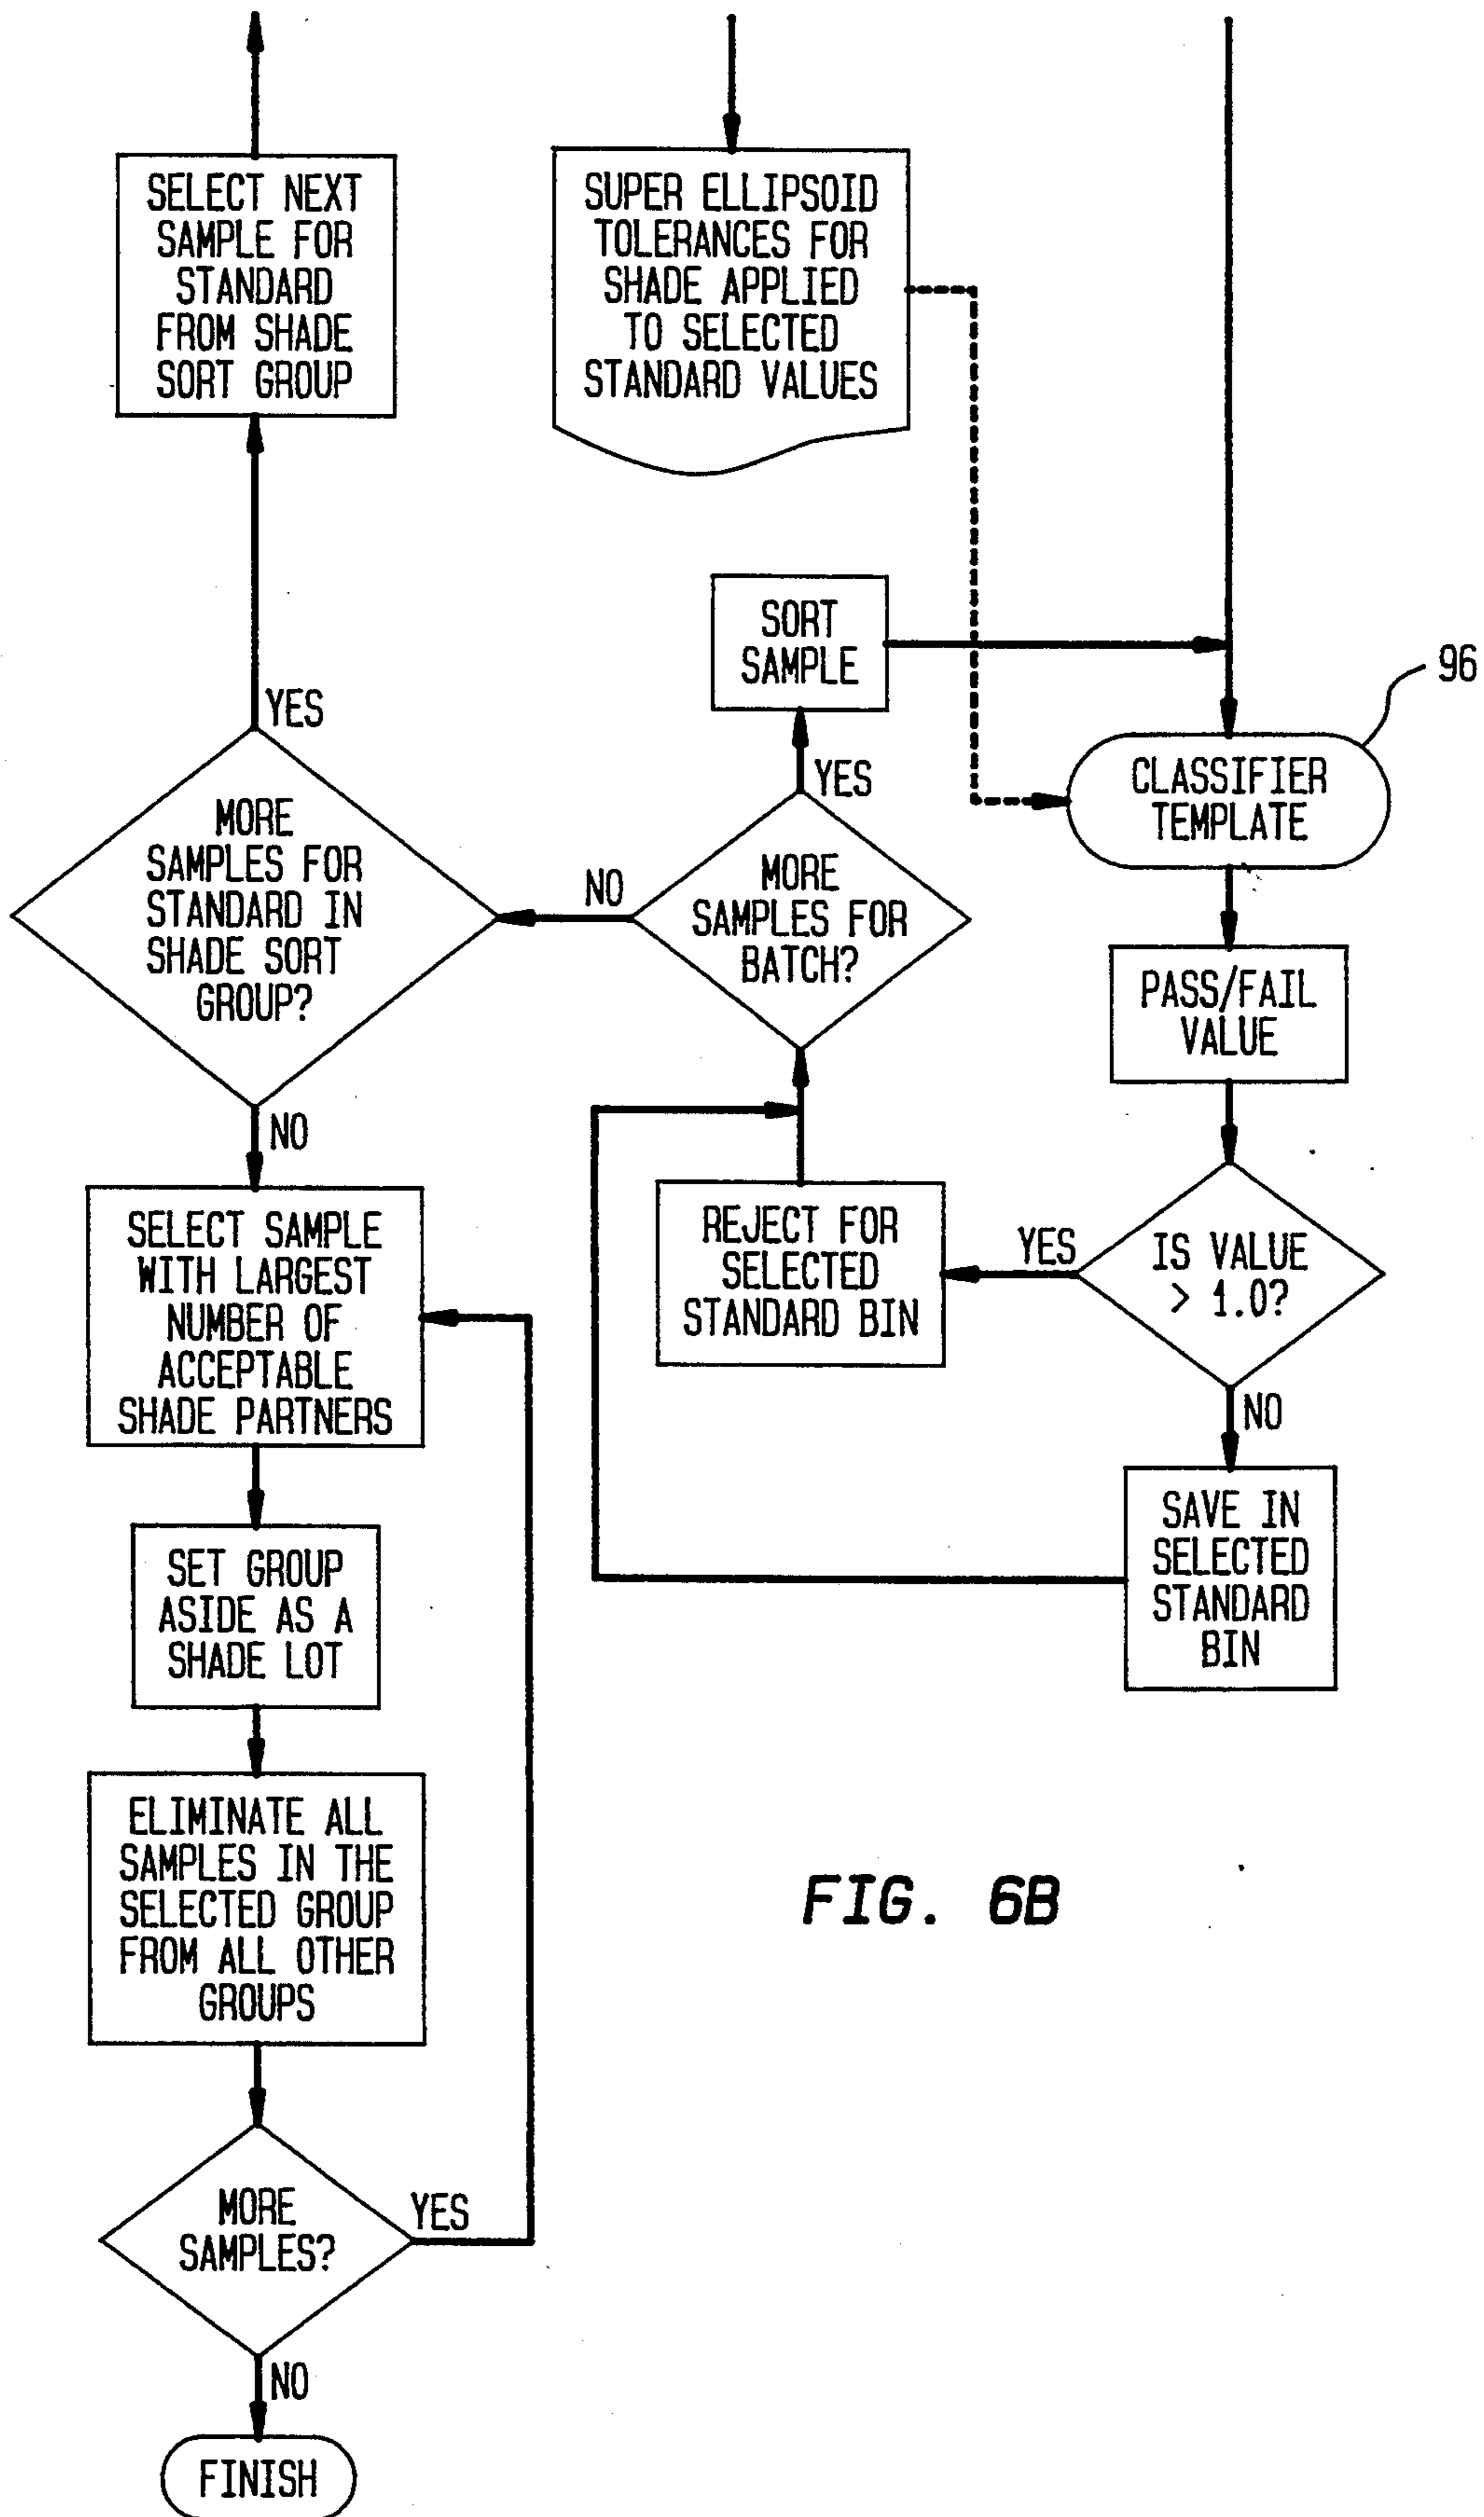 SELECT NEXT
SAMPLE FOR
STANDARD
FROM SHADE
SORT GROUP
SUPER ELLIPSOID
TOLERANCES FOR
SHADE APPLIED
TO SELECTED
STANDARD VALUES
SORT
SAMPLE
96
CLASSIFIER
TEMPLATE
YES
MORE
SAMPLES FOR
STANDARD IN
SHADE SORT
GROUP?
NO
YES
MORE
SAMPLES FOR
BATCH?
NO
PASS/FAIL
VALUE
IS VALUE
> 1.0?
YES
REJECT FOR
SELECTED
STANDARD BIN
NO
SAVE IN
SELECTED
STANDARD
BIN
SELECT SAMPLE
WITH LARGEST
NUMBER OF
ACCEPTABLE
SHADE PARTNERS
SET GROUP
ASIDE AS A
SHADE LOT
ELIMINATE ALL
SAMPLES IN THE
SELECTED GROUP
FROM ALL OTHER
GROUPS
MORE
SAMPLES?
YES
NO
FINISH
FIG. 6B